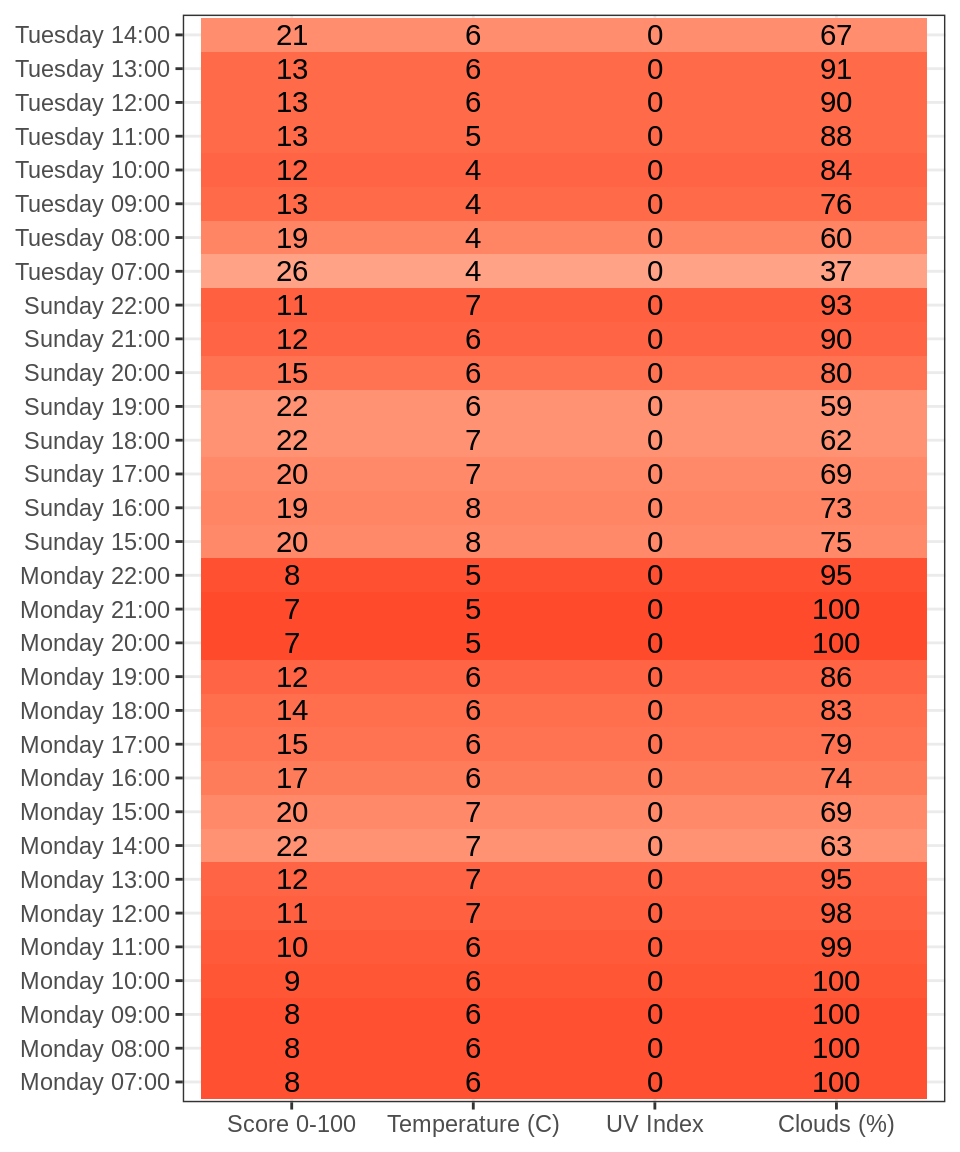 Tuesday 14:00 21 6 0 67
Tuesday 13:00 13 6 0 91
Tuesday 12:00 13 6 0 90
Tuesday 11:00 13 5 0 88
Tuesday 10:00 12 4 0 84
Tuesday 09:00 13 4 0 76
Tuesday 08:00 19 4 0 60
Tuesday 07:00 26 4 0 37
Sunday 22:00 11 7 0 93
Sunday 21:00 12 6 0 90
Sunday 20:00 15 6 0 80
Sunday 19:00 22 6 0 59
Sunday 18:00 22 7 0 62
Sunday 17:00 20 7 0 69
Sunday 16:00 19 8 0 73
Sunday 15:00 20 8 0 75
Monday 22:00 8 5 0 95
Monday 21:00 7 5 0 100
Monday 20:00 7 5 0 100
Monday 19:00 12 6 0 86
Monday 18:00 14 6 0 83
Monday 17:00 15 6 0 79
Monday 16:00 17 6 0 74
Monday 15:00 20 7 0 69
Monday 14:00 22 7 0 63
Monday 13:00 12 7 0 95
Monday 12:00 11 7 0 98
Monday 11:00 10 6 0 99
Monday 10:00 9 6 0 100
Monday 09:00 8 6 0 100
Monday 08:00 8 6 0 100
Monday 07:00 8 6 0 100
Score 0-100 Temperature (C) UV Index Clouds (%)